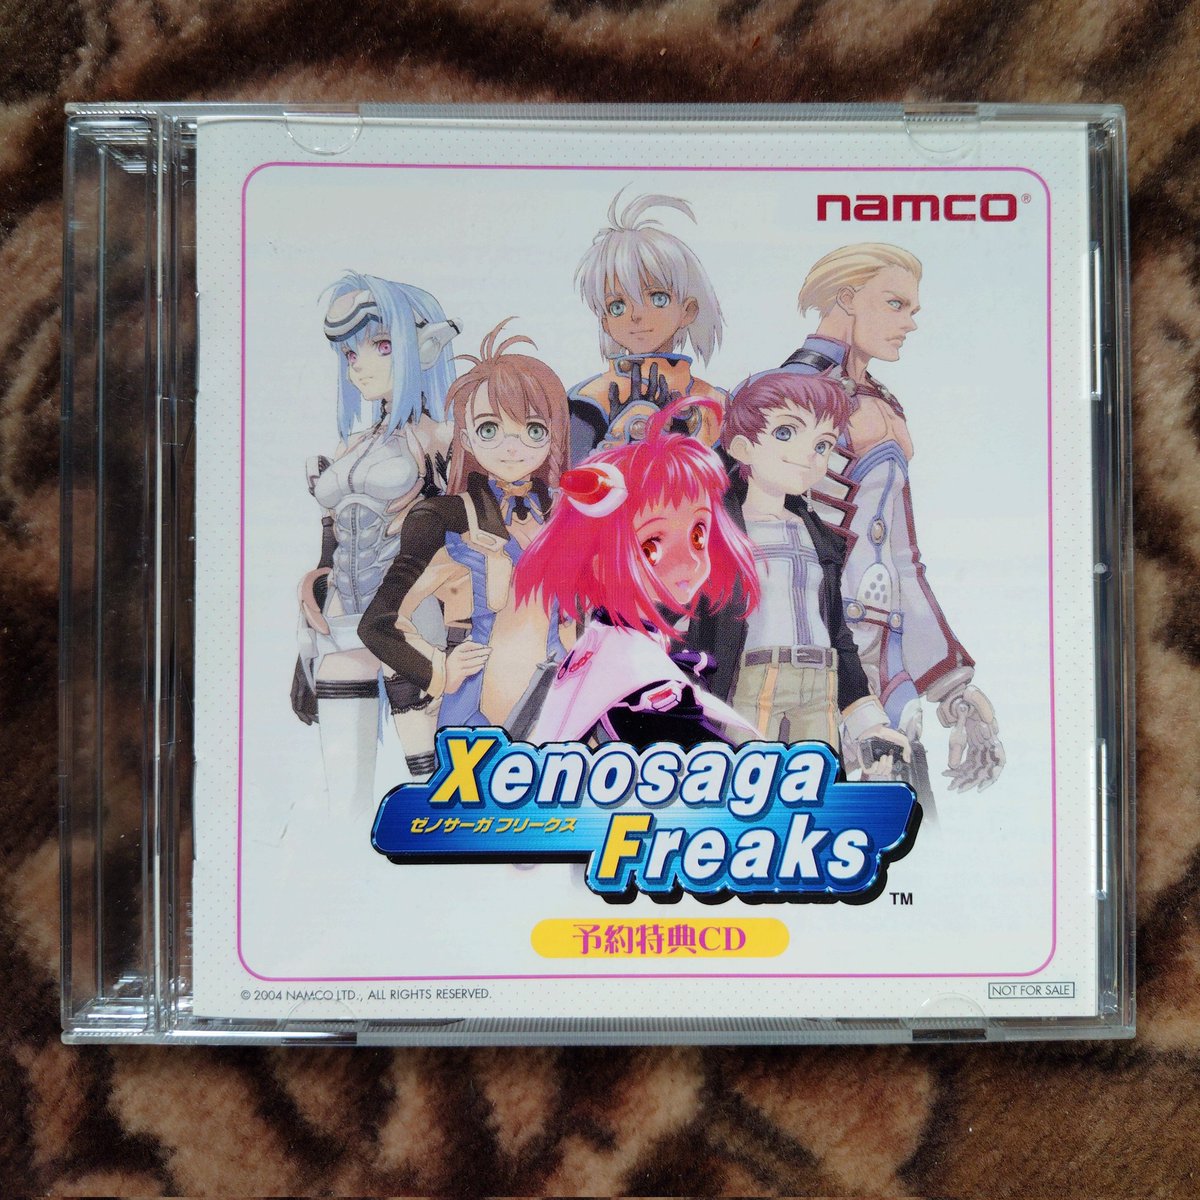 namco®
Xenosaga
ゼノサーガ フリークス
Freaks
™
予約特典CD
© 2004 NAMCO LTD., ALL RIGHTS RESERVED.
NOT FOR SALE